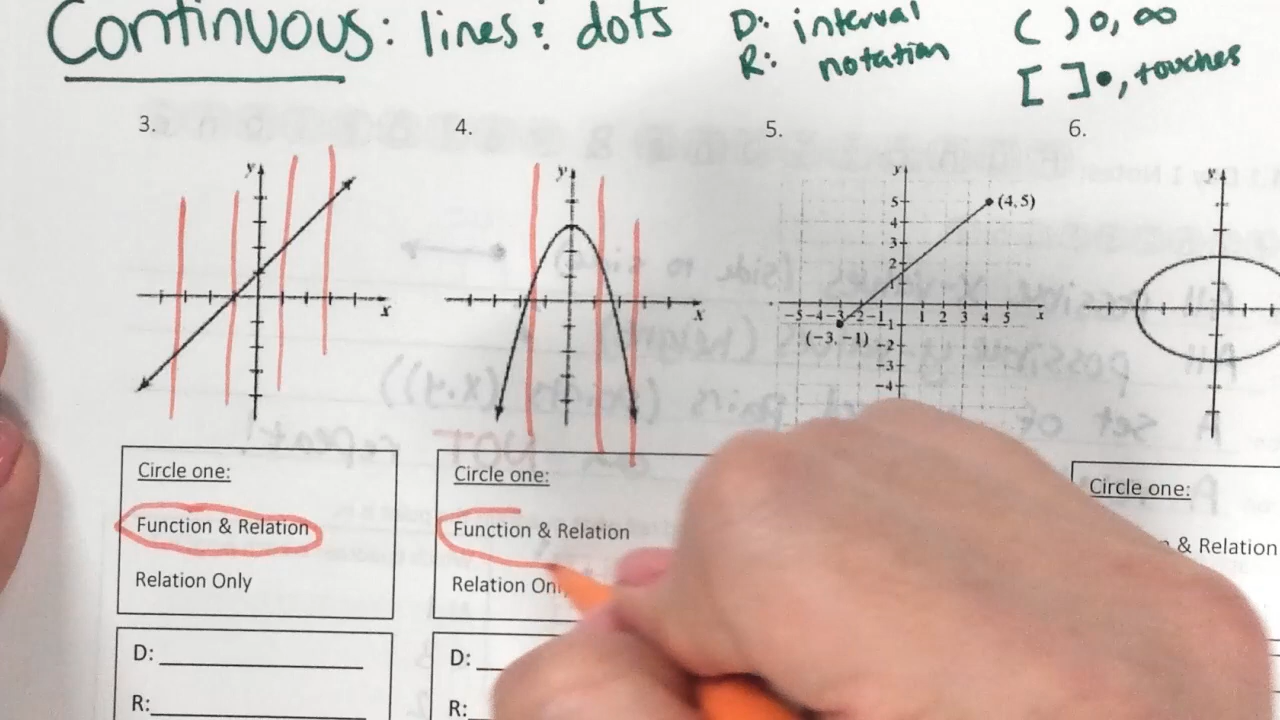 Continuous: lines & dots
D: interval
R: notation
( ) o, ∞
[ ] •, touches
3.
4.
5.
6.
y
x
y
x
y
5
4
3
2
1
-5 -4 -3 -2 -1
1 2 3 4 5
x
-1
-2
-3
-4
(4,5)
(-3,-1)
y
Circle one:
Function & Relation
Relation Only
D:
R:
Circle one:
Function & Relation
Relation
D:
R:
Circle one:
& Relation